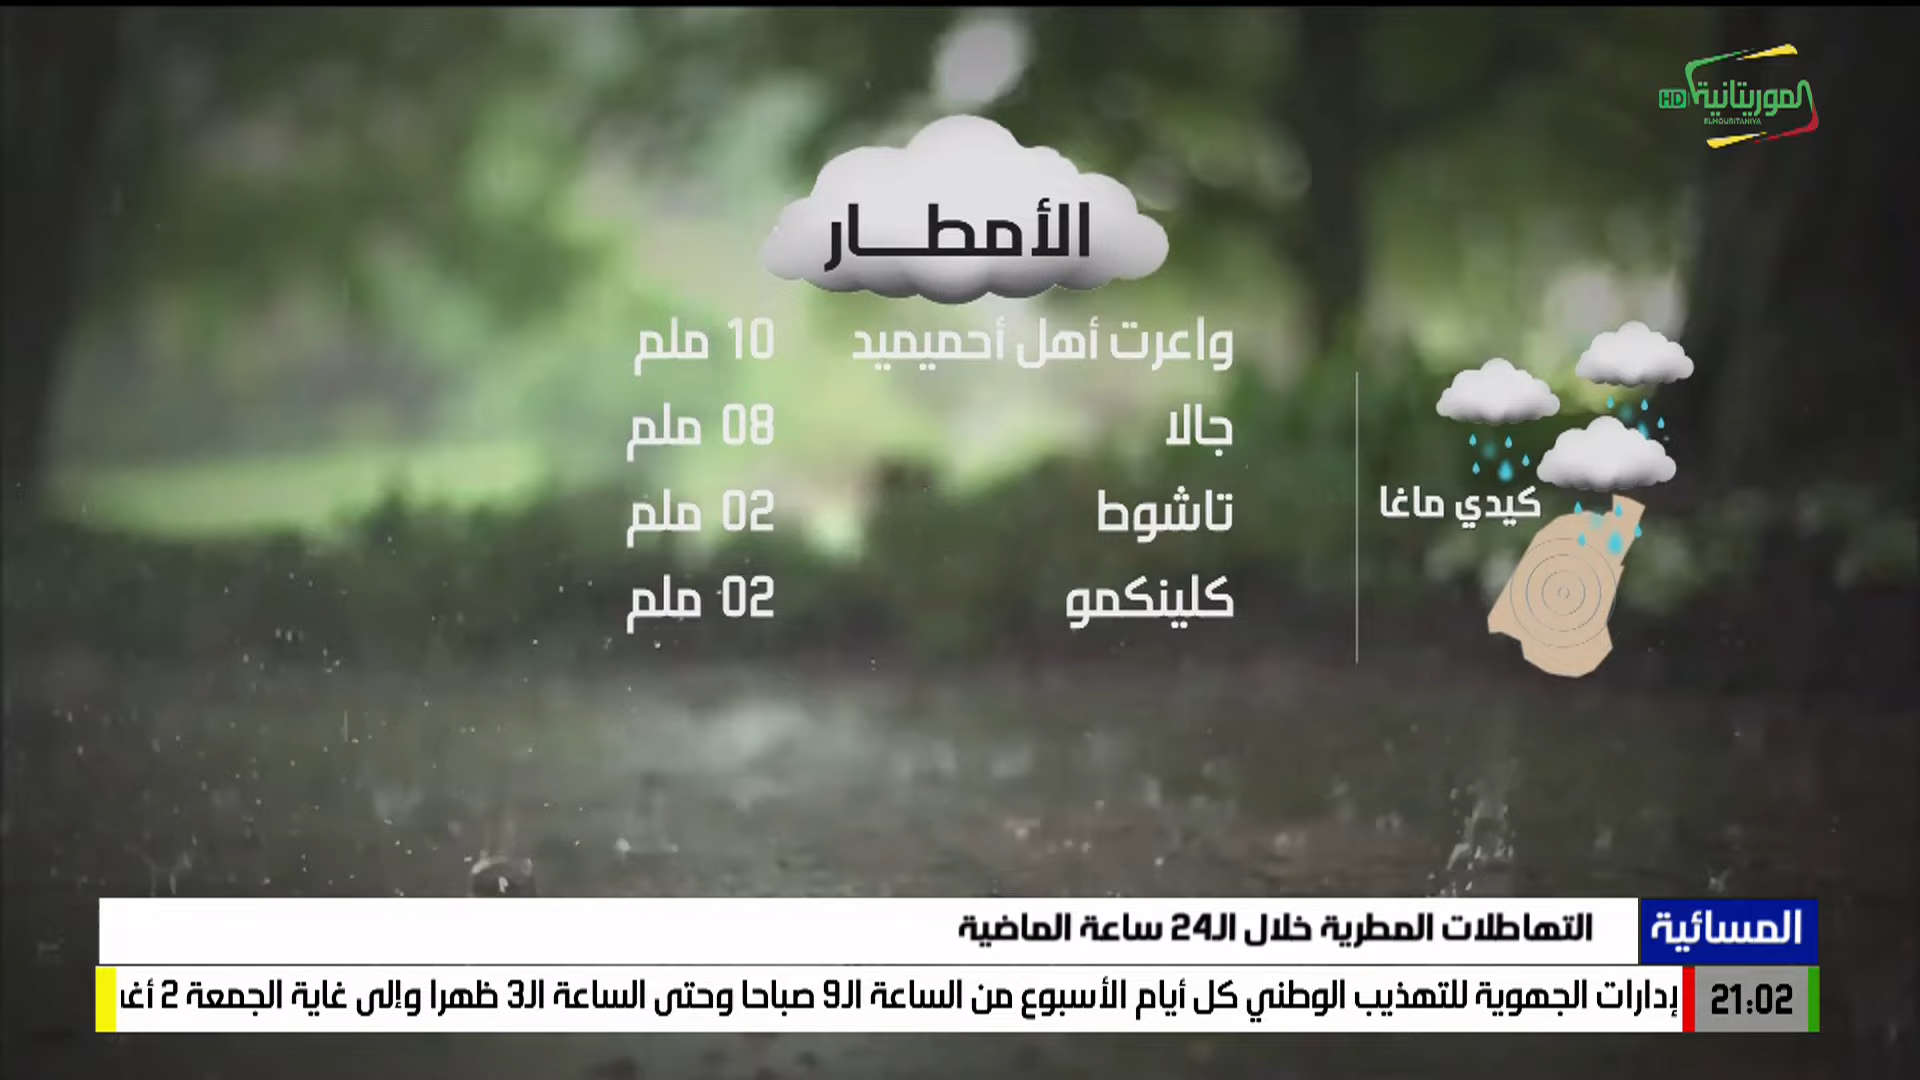 الموريتانية HD
ELMOURITANIYA
الأمطار
واعرت أهل أحميميد 10 ملم
جالا 08 ملم
تاشوط 02 ملم
كلينكمو 02 ملم
كيدي ماغا
المسائية
التهاطلات المطرية خلال الـ24 ساعة الماضية
21:02
إدارات الجهوية للتهذيب الوطني كل أيام الأسبوع من الساعة الـ9 صباحا وحتى الساعة الـ3 ظهرا وإلى غاية الجمعة 2 أغ